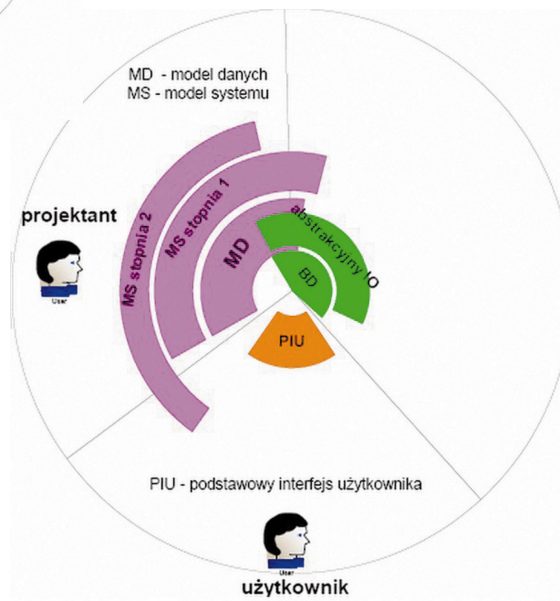 MD - model danych
MS - model systemu
MS stopnia 2
MS stopnia 1
MD
abstrakcyjny IO
BD
projektant
User
PIU
PIU - podstawowy interfejs użytkownika
User
użytkownik